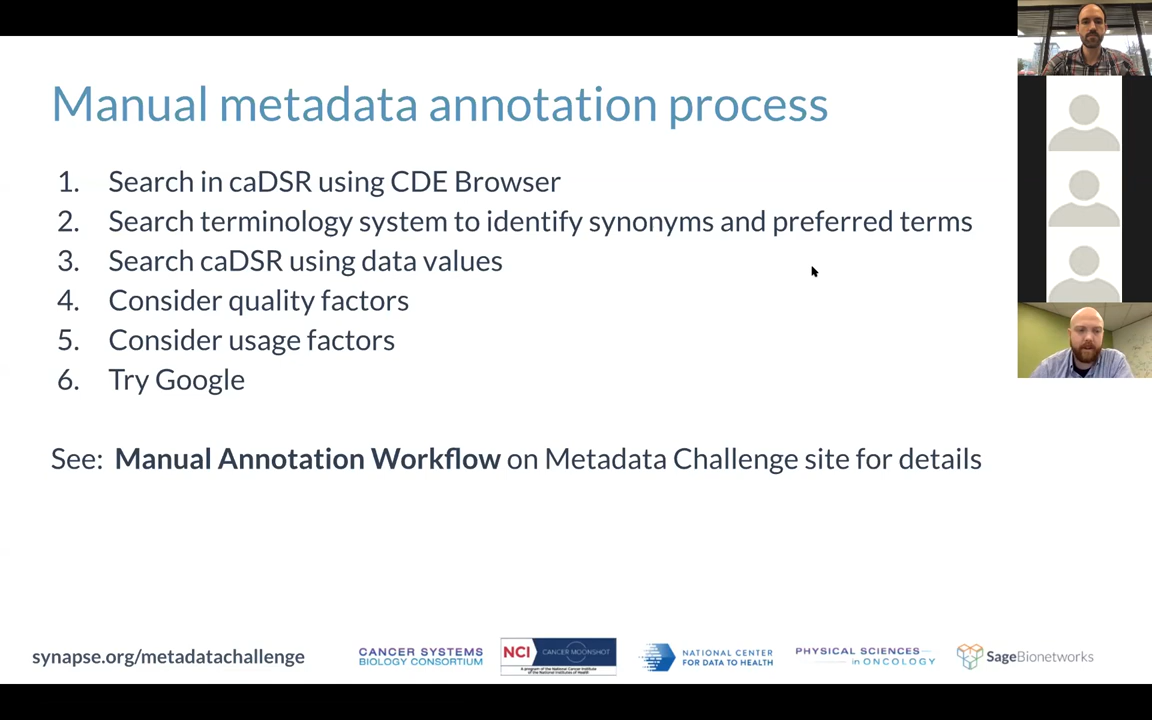 Manual metadata annotation process
1. Search in caDSR using CDE Browser
2. Search terminology system to identify synonyms and preferred terms
3. Search caDSR using data values
4. Consider quality factors
5. Consider usage factors
6. Try Google
See: Manual Annotation Workflow on Metadata Challenge site for details
synapse.org/metadatachallenge
CANCER SYSTEMS
BIOLOGY CONSORTIUM
NCI CANCER MOONSHOT
A program of the National Cancer Institute
of the National Institutes of Health
NATIONAL CENTER
FOR DATA TO HEALTH
PHYSICAL SCIENCES
in ONCOLOGY
SageBionetworks